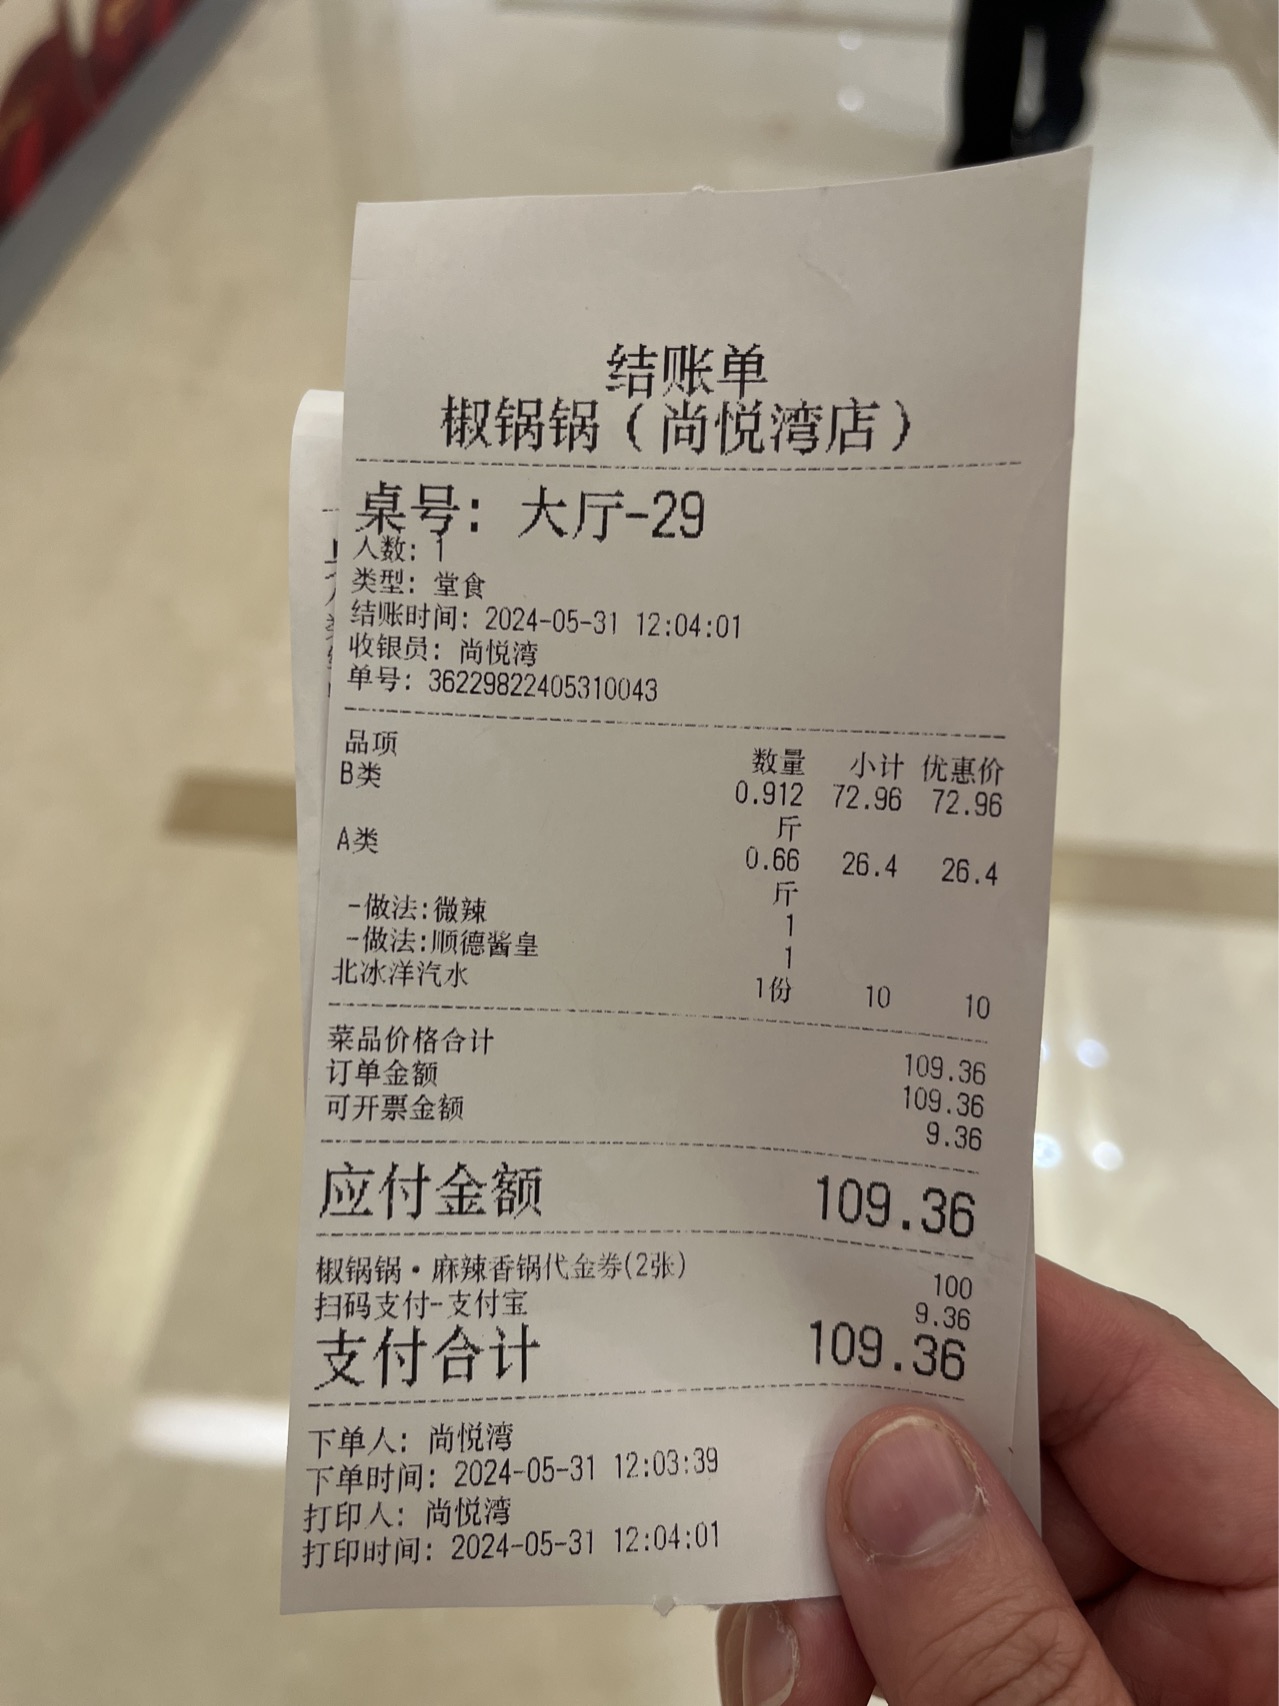 结账单
椒锅锅(尚悦湾店)
桌号: 大厅-29
人数: 1
类型: 堂食
结账时间: 2024-05-31 12:04:01
收银员: 尚悦湾
单号: 36229822405310043
品项 数量 小计 优惠价
B类 0.912 72.96 72.96
斤
A类 0.66 26.4 26.4
斤
-做法:微辣 1
-做法:顺德酱皇 1
北冰洋汽水 1份 10 10
菜品价格合计 109.36
订单金额 109.36
可开票金额 9.36
应付金额 109.36
椒锅锅·麻辣香锅代金券(2张) 100
扫码支付-支付宝 9.36
支付合计 109.36
下单人: 尚悦湾
下单时间: 2024-05-31 12:03:39
打印人: 尚悦湾
打印时间: 2024-05-31 12:04:01